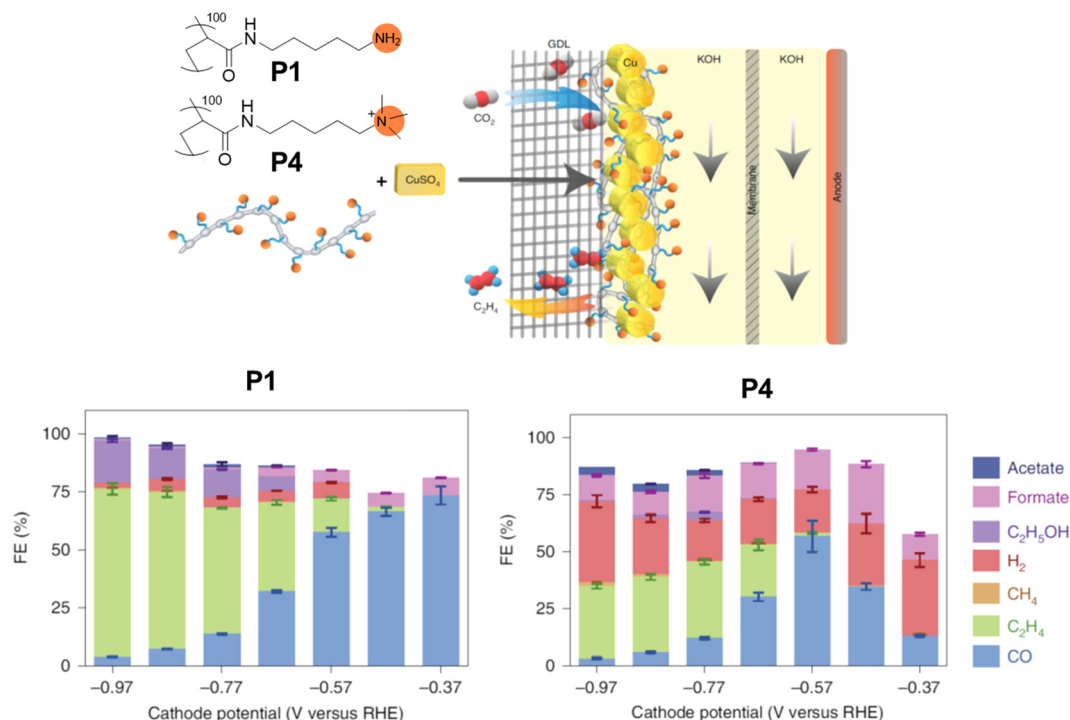 100
H
N
NH₂
O
P1
100
H
N
+
N
O
P4
+
CuSO₄
GDL
Cu
KOH
KOH
CO₂
C₂H₄
Membrane
Anode
P1
FE (%)
100
75
50
25
0
−0.97
−0.77
−0.57
−0.37
Cathode potential (V versus RHE)
P4
FE (%)
100
75
50
25
0
−0.97
−0.77
−0.57
−0.37
Cathode potential (V versus RHE)
Acetate
Formate
C₂H₅OH
H₂
CH₄
C₂H₄
CO